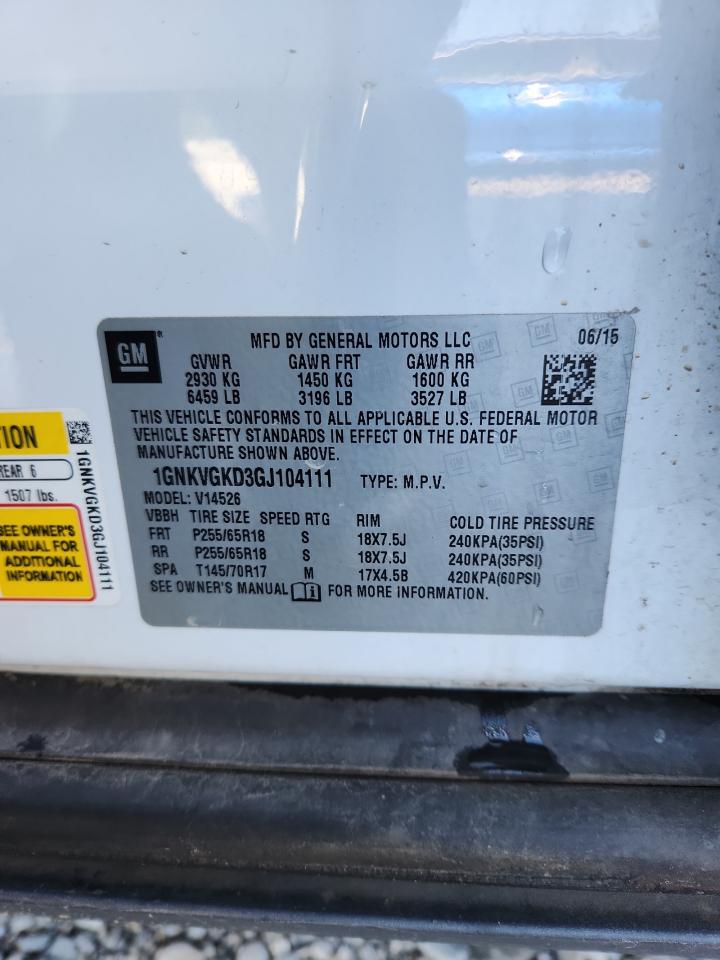 GM®
MFD BY GENERAL MOTORS LLC 06/15
GVWR GAWR FRT GAWR RR
2930 KG 1450 KG 1600 KG
6459 LB 3196 LB 3527 LB
THIS VEHICLE CONFORMS TO ALL APPLICABLE U.S. FEDERAL MOTOR
VEHICLE SAFETY STANDARDS IN EFFECT ON THE DATE OF
MANUFACTURE SHOWN ABOVE.
1GNKVGKD3GJ104111 TYPE: M.P.V.
MODEL: V14526
VBBH TIRE SIZE SPEED RTG RIM COLD TIRE PRESSURE
FRT P255/65R18 S 18X7.5J 240KPA(35PSI)
RR P255/65R18 S 18X7.5J 240KPA(35PSI)
SPA T145/70R17 M 17X4.5B 420KPA(60PSI)
SEE OWNER'S MANUAL FOR MORE INFORMATION.
REAR 6
1507 lbs.
SEE OWNER'S
MANUAL FOR
ADDITIONAL
INFORMATION
1GNKVGKD3GJ104111